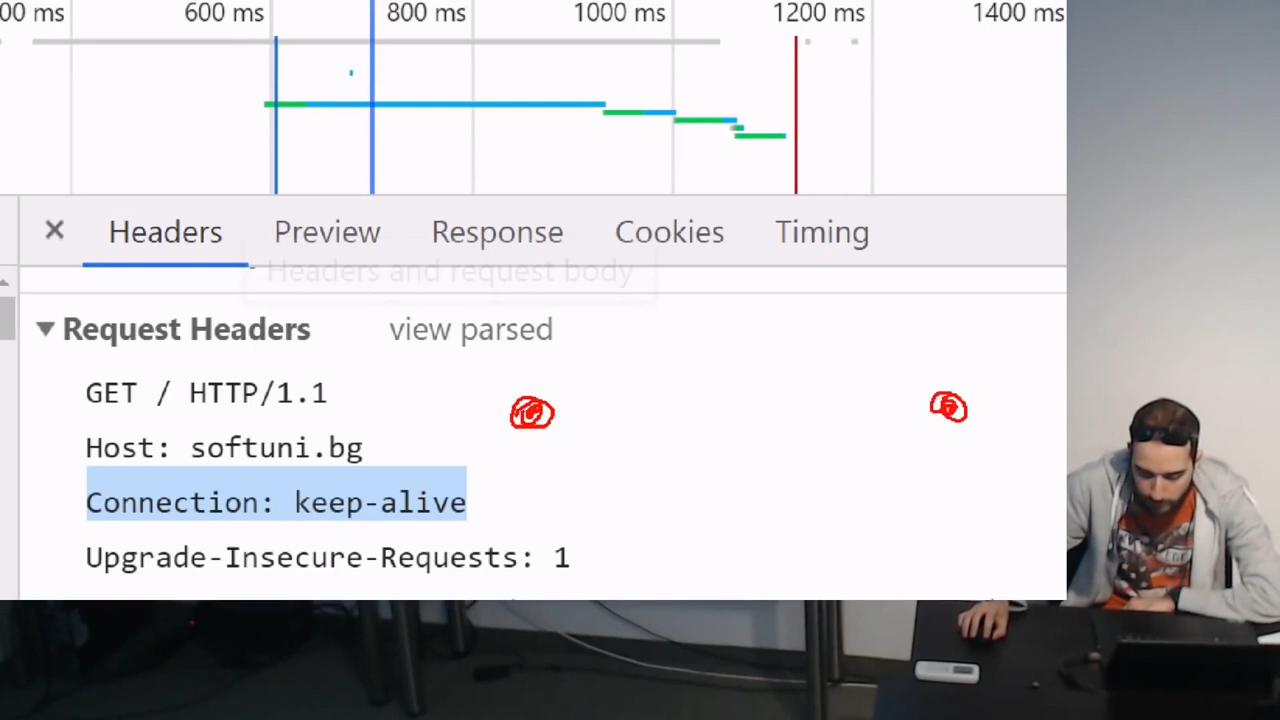 00 ms 600 ms 800 ms 1000 ms 1200 ms 1400 ms
× Headers Preview Response Cookies Timing
Headers and request body
Request Headers view parsed
GET / HTTP/1.1
Host: softuni.bg
Connection: keep-alive
Upgrade-Insecure-Requests: 1